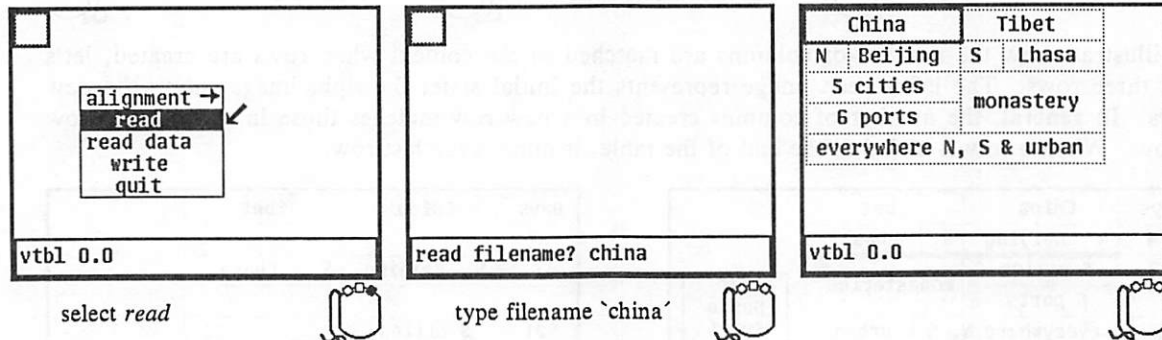 alignment →
read
read data
write
quit
vtbl 0.0
select read
read filename? china
type filename `china´
China Tibet
N Beijing S Lhasa
5 cities
monastery
6 ports
everywhere N, S & urban
vtbl 0.0